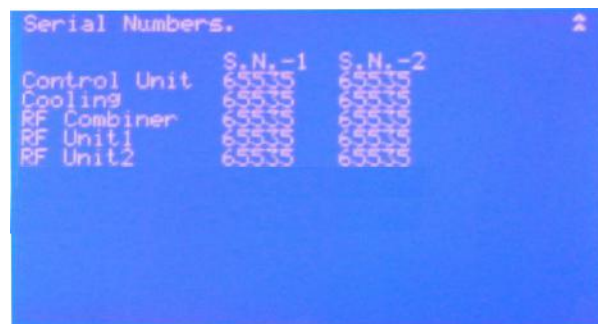 Serial Numbers.
S.N.-1 S.N.-2
Control Unit 65535 65535
Cooling 65535 65535
RF Combiner 65535 65535
RF Unit1 65535 65535
RF Unit2 65535 65535